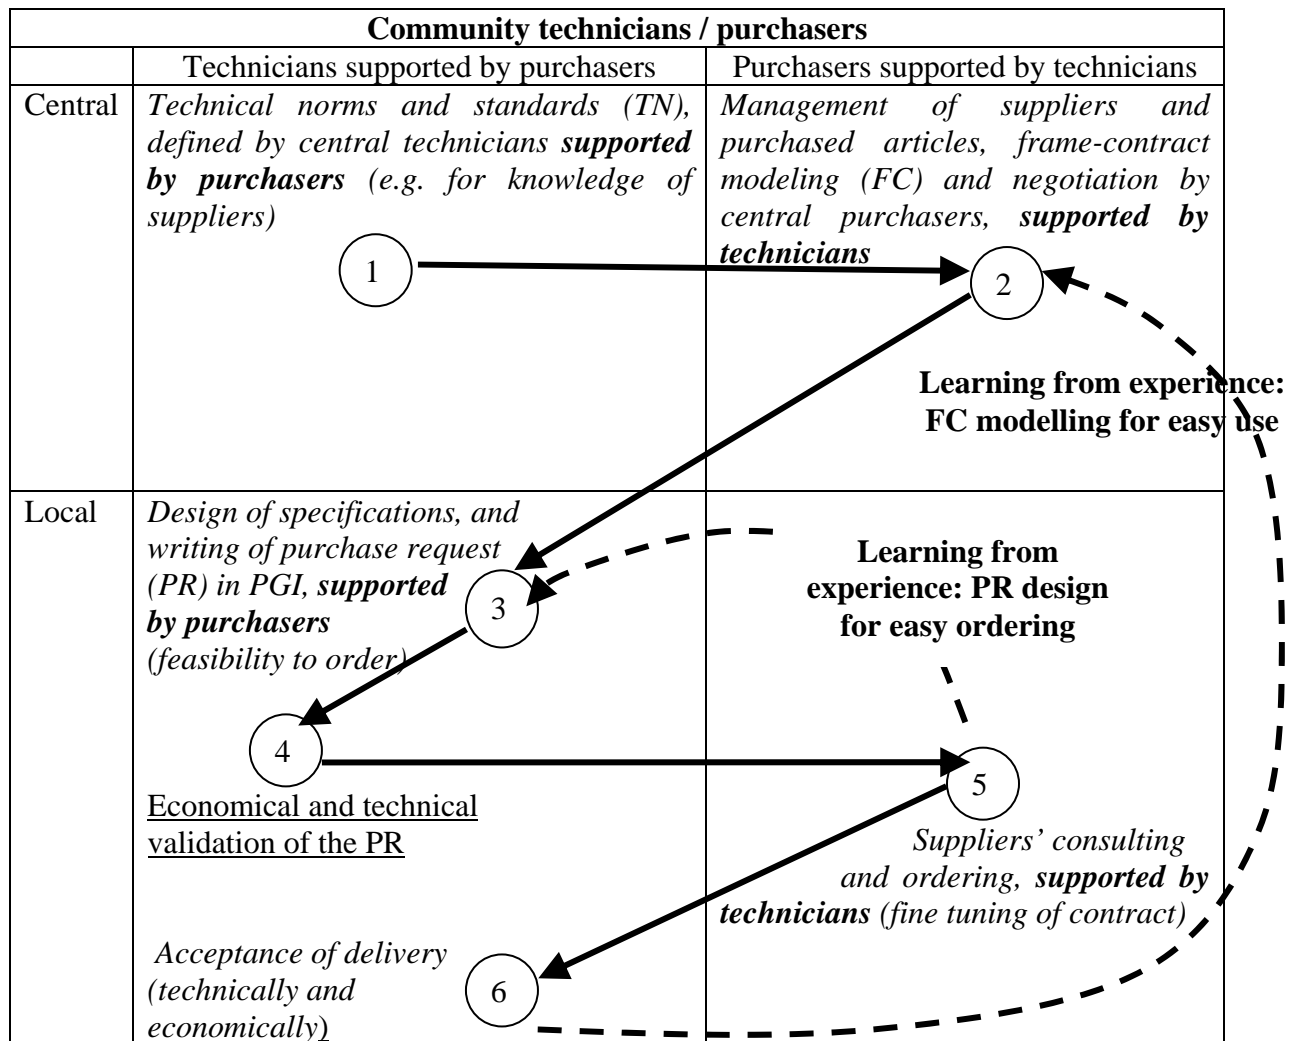 Community technicians / purchasers
Technicians supported by purchasers
Purchasers supported by technicians
Central
Technical norms and standards (TN),
defined by central technicians supported
by purchasers (e.g. for knowledge of
suppliers)
1
Management of suppliers and
purchased articles, frame-contract
modeling (FC) and negotiation by
central purchasers, supported by
technicians
2
Learning from experience:
FC modelling for easy use
Local
Design of specifications, and
writing of purchase request
(PR) in PGI, supported
by purchasers
(feasibility to order)
3
Learning from
experience: PR design
for easy ordering
4
Economical and technical
validation of the PR
5
Suppliers’ consulting
and ordering, supported by
technicians (fine tuning of contract)
Acceptance of delivery
(technically and
economically)
6